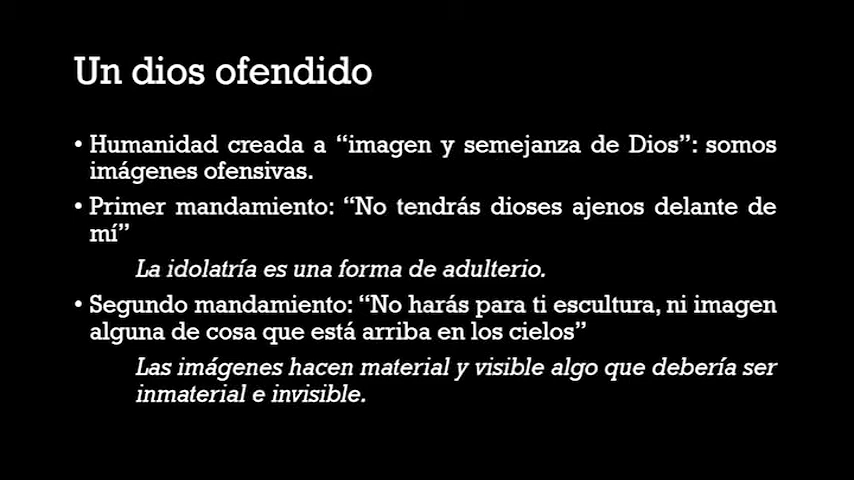 Un dios ofendido
• Humanidad creada a “imagen y semejanza de Dios”: somos
imágenes ofensivas.
• Primer mandamiento: “No tendrás dioses ajenos delante de
mí”
La idolatría es una forma de adulterio.
• Segundo mandamiento: “No harás para ti escultura, ni imagen
alguna de cosa que está arriba en los cielos”
Las imágenes hacen material y visible algo que debería ser
inmaterial e invisible.